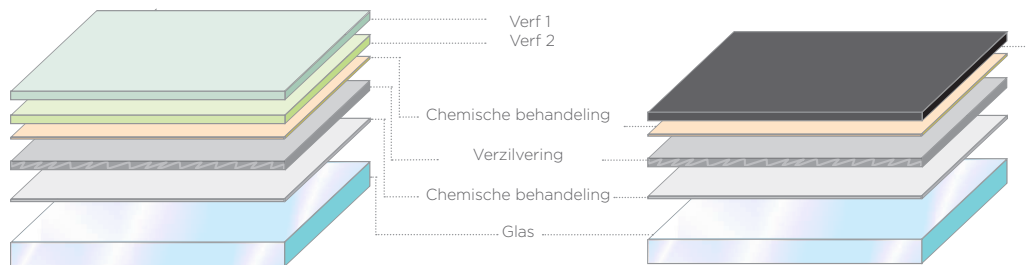 Verf 1
Verf 2
Chemische behandeling
Verzilvering
Chemische behandeling
Glas